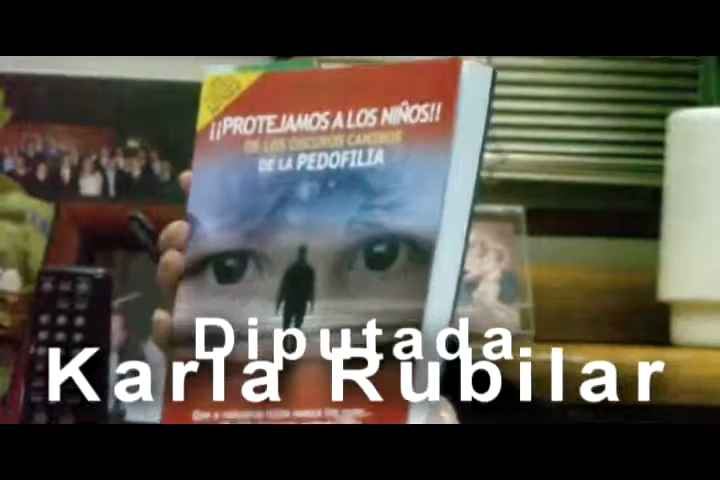 ¡¡PROTEJAMOS A LOS NIÑOS!!
DE LOS OSCUROS CAMINOS
DE LA PEDOFILIA
Diputada
Karla Rubilar